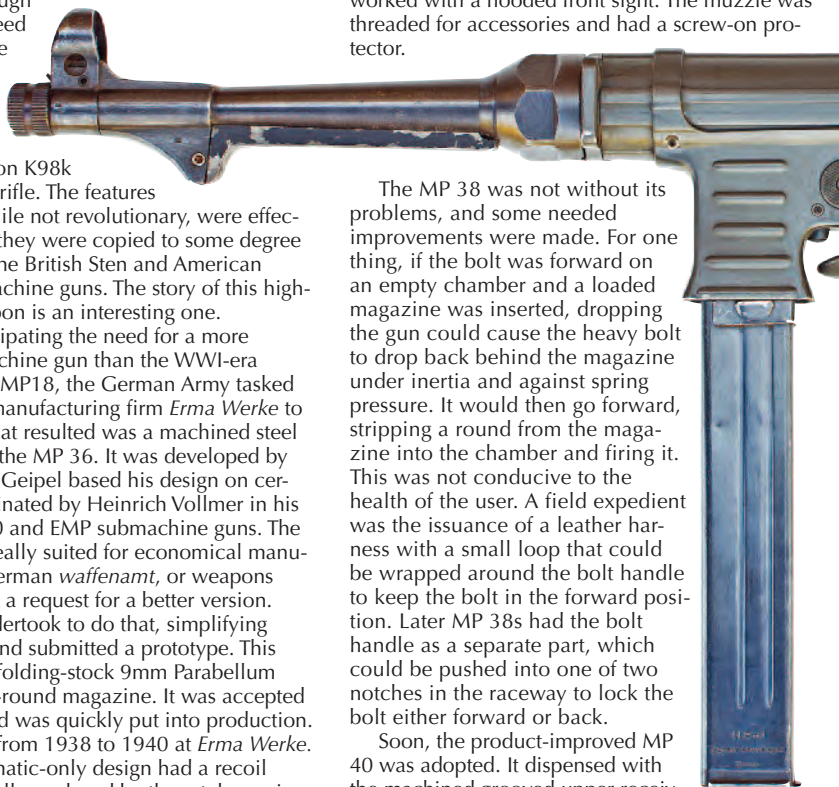 ugh
eed
e
on K98k
rifle. The features
ile not revolutionary, were effec-
they were copied to some degree
he British Sten and American
achine guns. The story of this high-
oon is an interesting one.
ipating the need for a more
chine gun than the WWI-era
MP18, the German Army tasked
manufacturing firm Erma Werke to
at resulted was a machined steel
the MP 36. It was developed by
Geipel based his design on cer-
inated by Heinrich Vollmer in his
0 and EMP submachine guns. The
eally suited for economical manu-
erman waffenamt, or weapons
a request for a better version.
dertook to do that, simplifying
nd submitted a prototype. This
folding-stock 9mm Parabellum
-round magazine. It was accepted
d was quickly put into production.
from 1938 to 1940 at Erma Werke.
matic-only design had a recoil
worked with a hooded front sight. The muzzle was
threaded for accessories and had a screw-on pro-
tector.
The MP 38 was not without its
problems, and some needed
improvements were made. For one
thing, if the bolt was forward on
an empty chamber and a loaded
magazine was inserted, dropping
the gun could cause the heavy bolt
to drop back behind the magazine
under inertia and against spring
pressure. It would then go forward,
stripping a round from the maga-
zine into the chamber and firing it.
This was not conducive to the
health of the user. A field expedient
was the issuance of a leather har-
ness with a small loop that could
be wrapped around the bolt handle
to keep the bolt in the forward posi-
tion. Later MP 38s had the bolt
handle as a separate part, which
could be pushed into one of two
notches in the raceway to lock the
bolt either forward or back.
Soon, the product-improved MP
40 was adopted. It dispensed with
the machined grooved upper receiv-